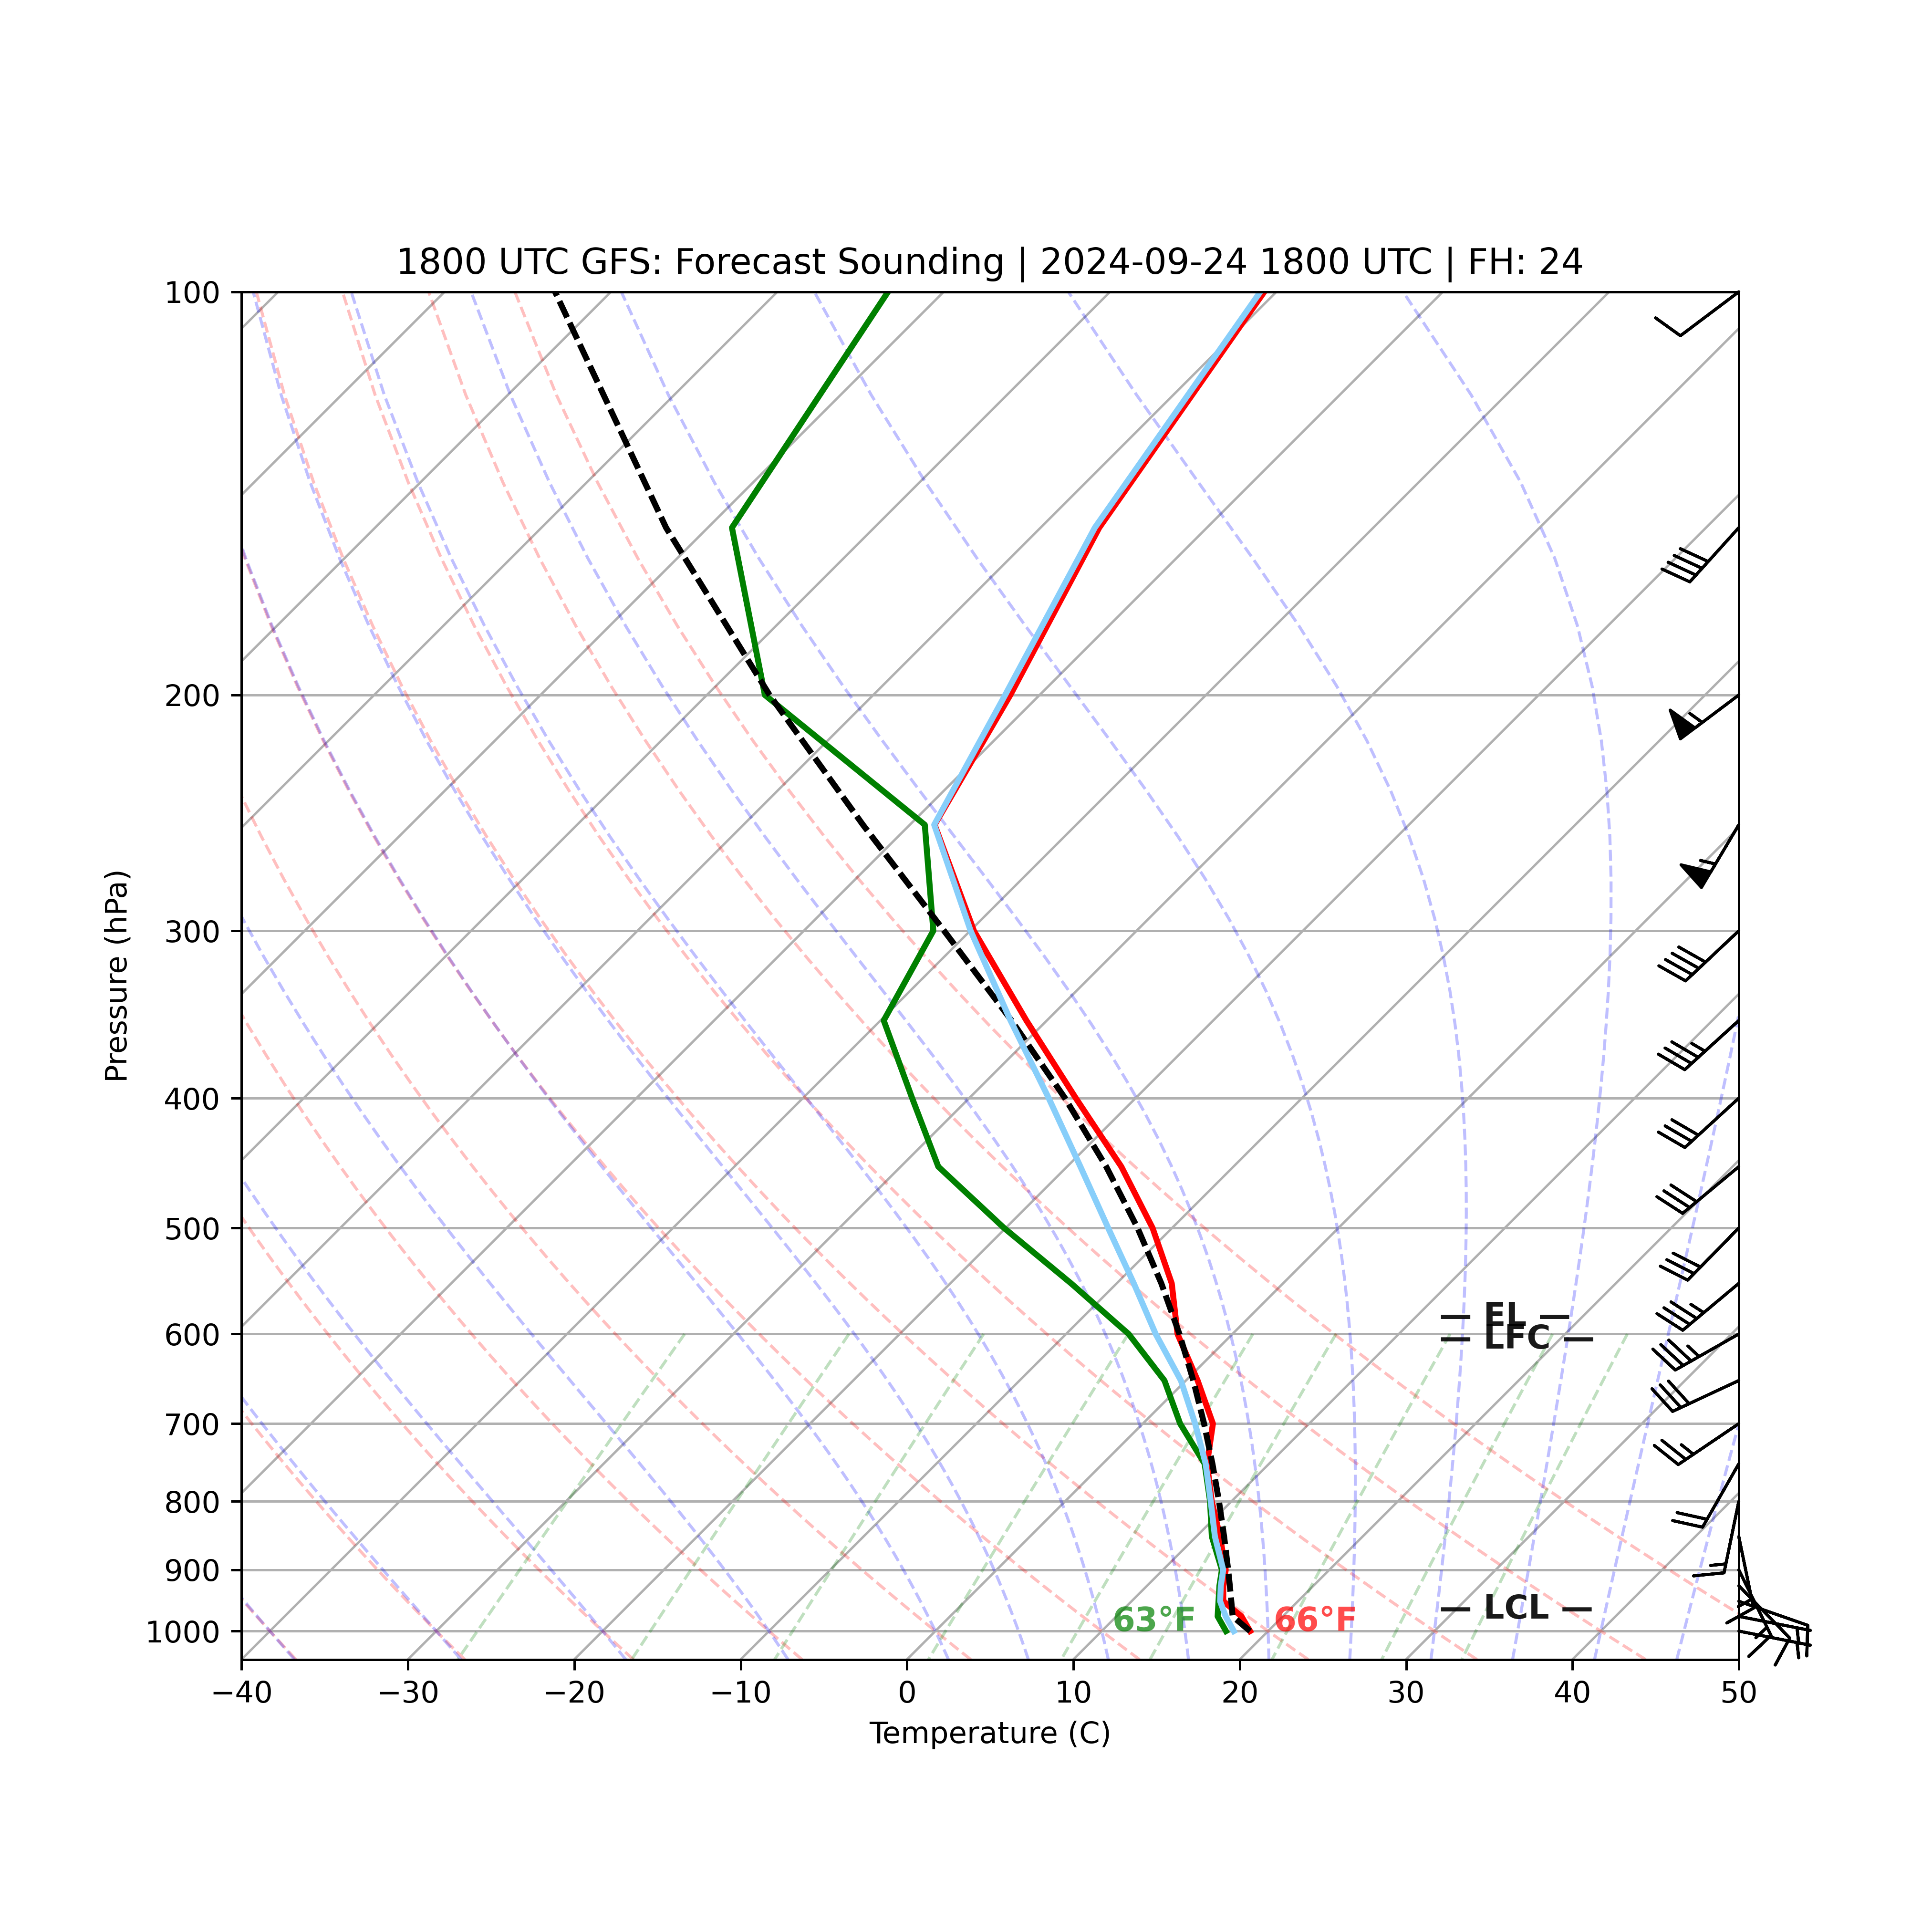 1800 UTC GFS: Forecast Sounding | 2024-09-24 1800 UTC | FH: 24
100
200
300
400
500
600
700
800
900
1000
Pressure (hPa)
— EL —
— LFC —
— LCL —
63°F
66°F
−40 −30 −20 −10 0 10 20 30 40 50
Temperature (C)